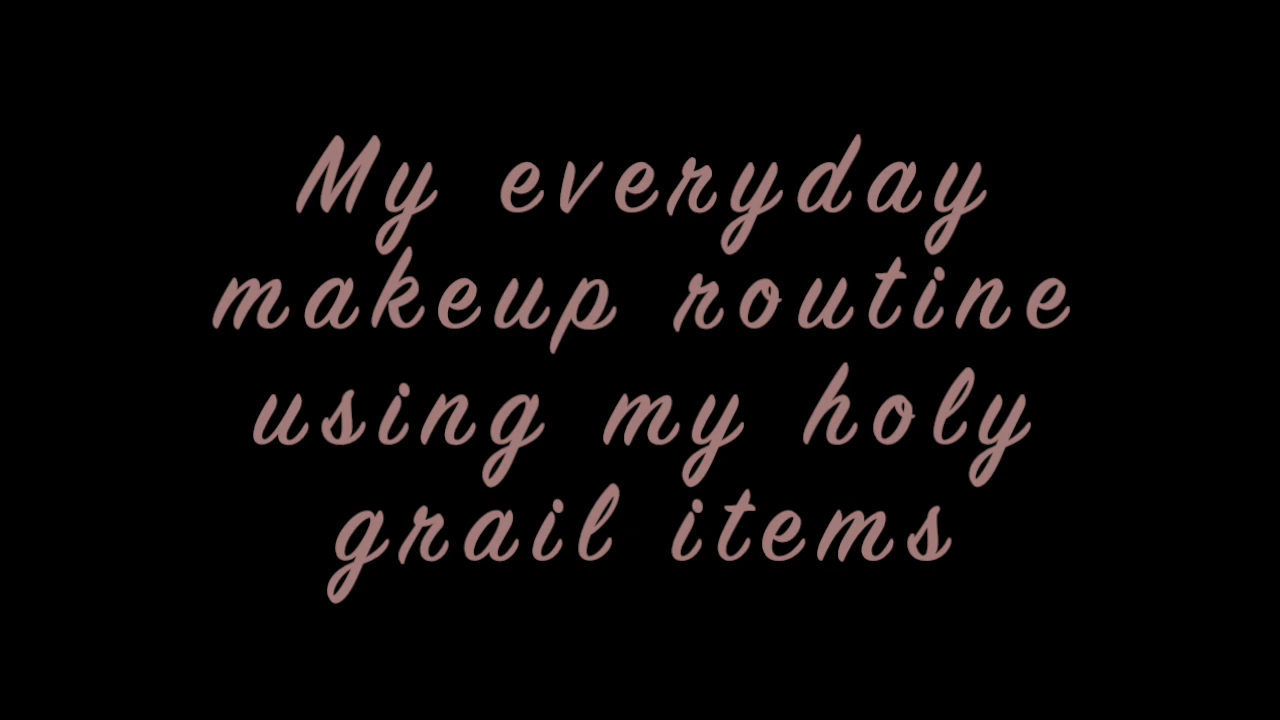 My everyday
makeup routine
using my holy
grail items